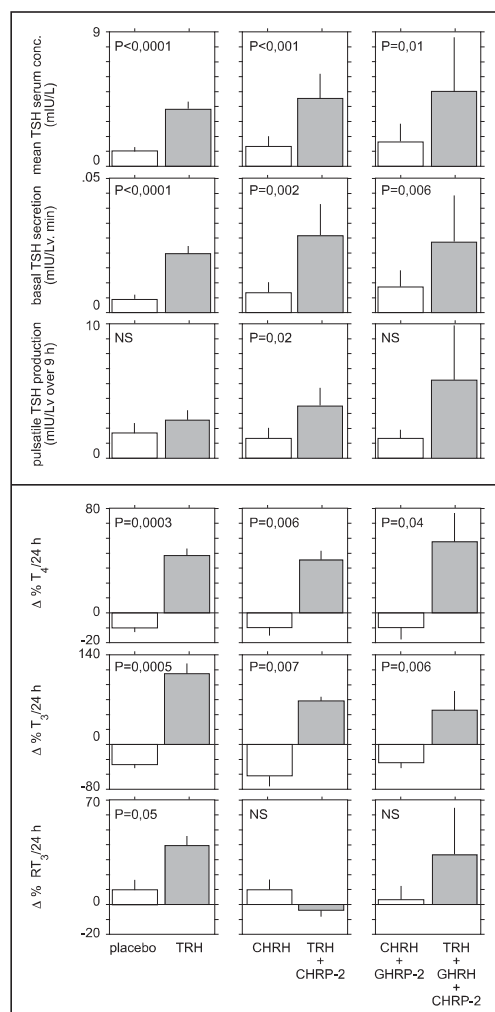 mean TSH serum conc.
(mIU/L)
9
0
P<0,0001
P<0,001
P=0,01
basal TSH secretion
(mIU/Lv. min)
.05
0
P<0,0001
P=0,002
P=0,006
pulsatile TSH production
(mIU/Lv over 9 h)
10
0
NS
P=0,02
NS
Δ % T4/24 h
80
0
-20
P=0,0003
P=0,006
P=0,04
Δ % T3/24 h
140
0
-80
P=0,0005
P=0,007
P=0,006
Δ % RT3/24 h
70
0
-20
P=0,05
NS
NS
placebo
TRH
CHRH
TRH
+
CHRP-2
CHRH
+
GHRP-2
TRH
+
GHRH
+
CHRP-2